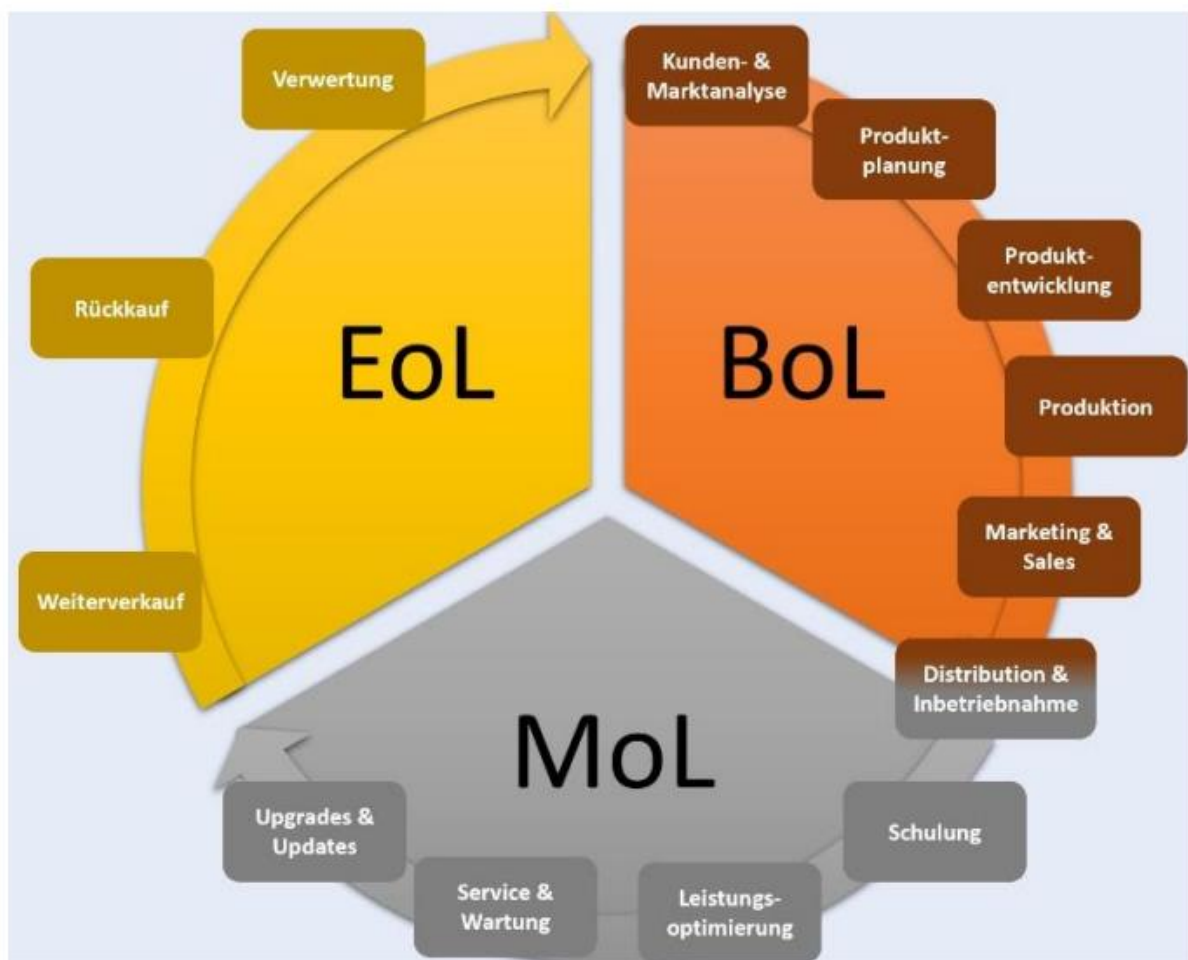 Kunden- &
Marktanalyse
Produkt-
planung
Produkt-
entwicklung
Produktion
Marketing &
Sales
Distribution &
Inbetriebnahme
Schulung
Leistungs-
optimierung
Service &
Wartung
Upgrades &
Updates
Weiterverkauf
Rückkauf
Verwertung
EoL
BoL
MoL